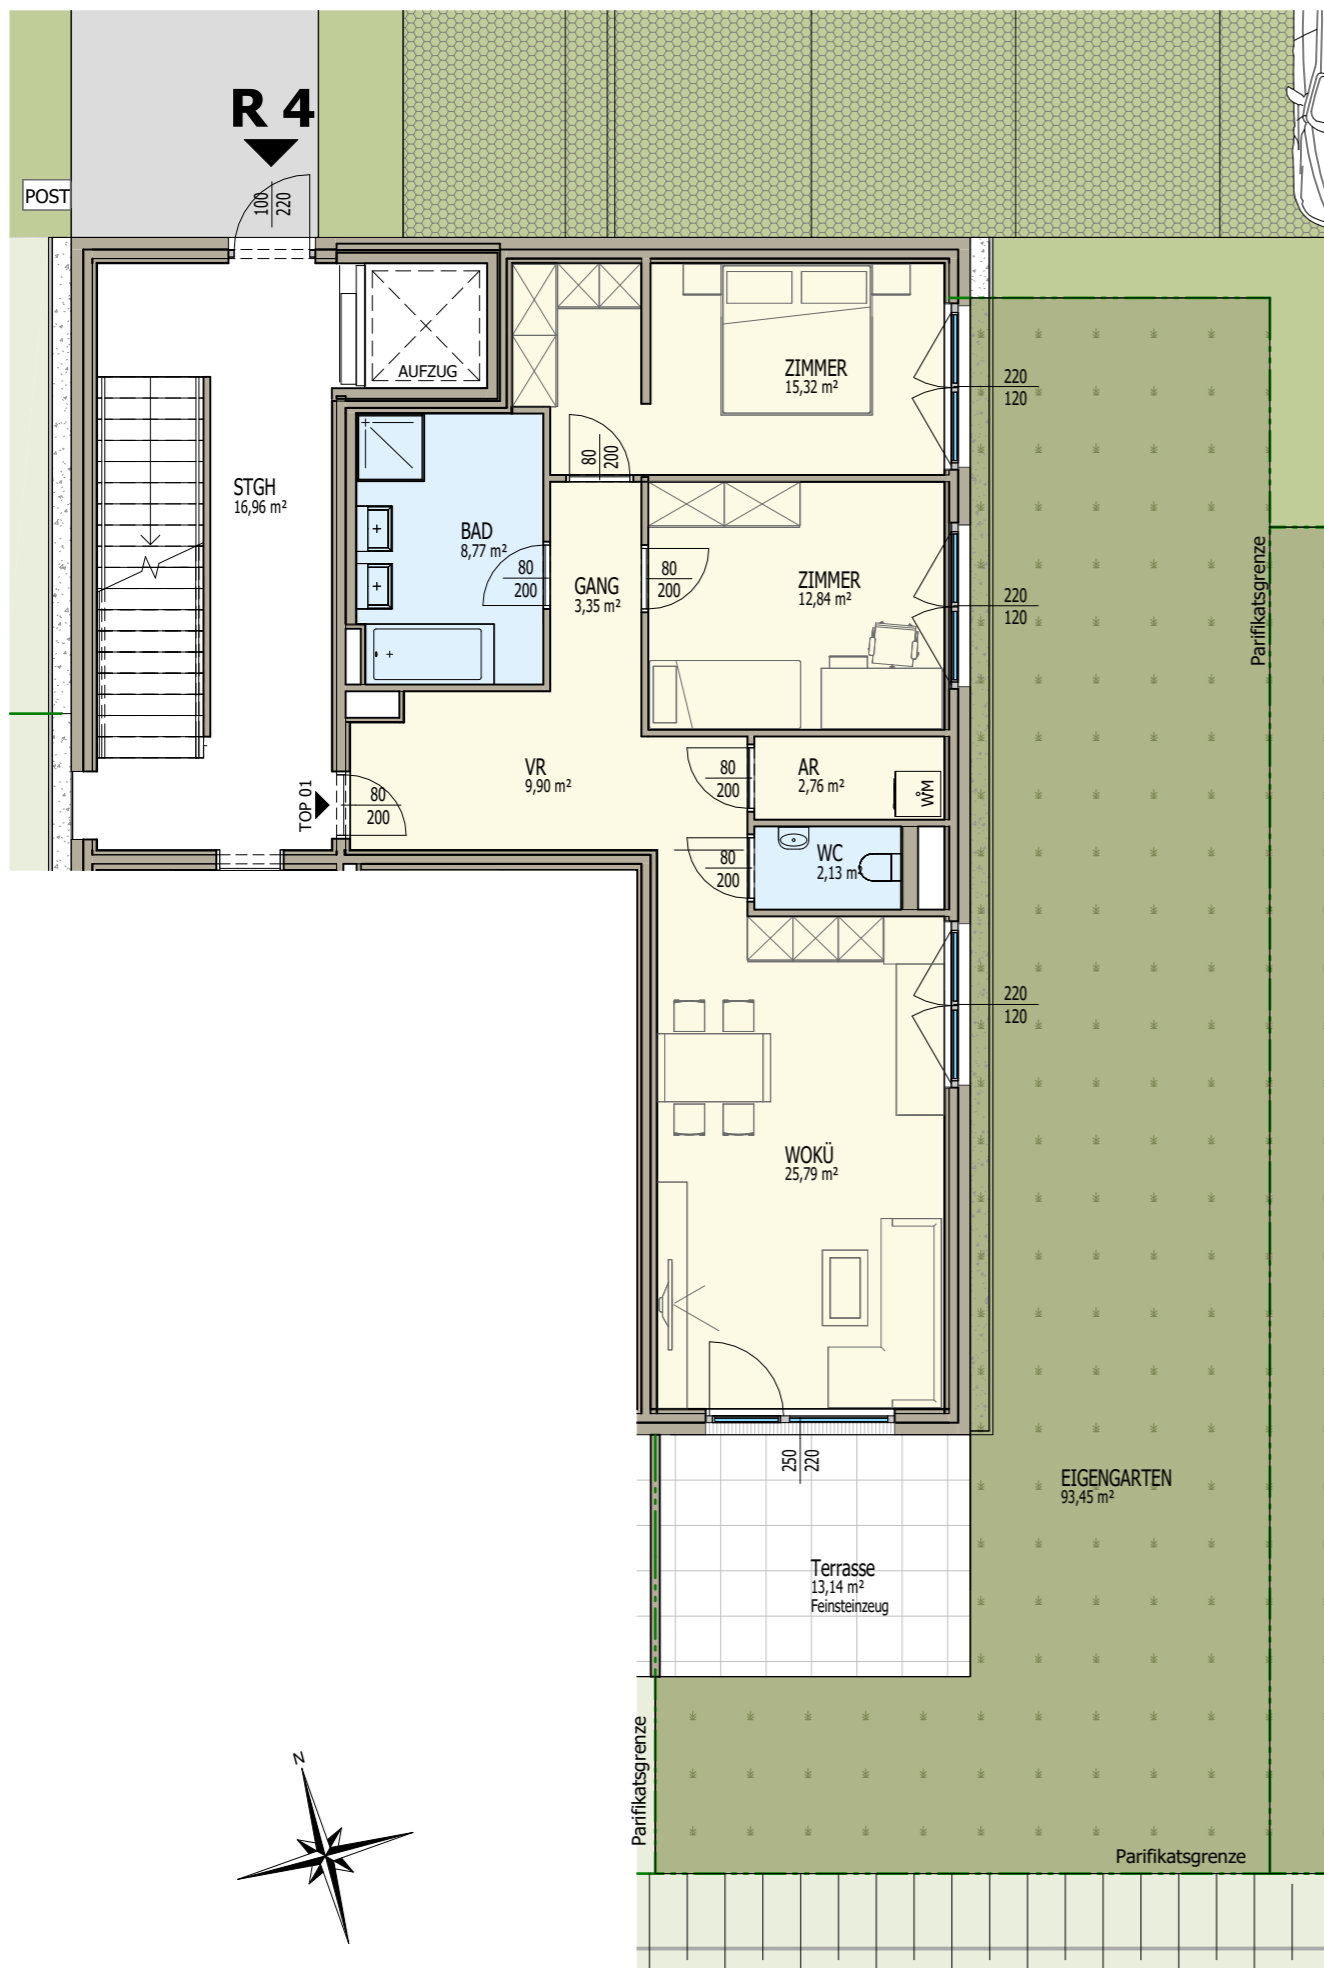 R 4
POST
100
220
AUFZUG
ZIMMER
15,32 m²
220
120
80
200
STGH
16,96 m²
BAD
8,77 m²
80
200
GANG
3,35 m²
80
200
ZIMMER
12,84 m²
220
120
Parifikatsgrenze
VR
9,90 m²
80
200
AR
2,76 m²
WM
TOP 01
80
200
80
200
WC
2,13 m²
220
120
WOKÜ
25,79 m²
250
220
EIGENGARTEN
93,45 m²
Terrasse
13,14 m²
Feinsteinzeug
Parifikatsgrenze
N
Parifikatsgrenze